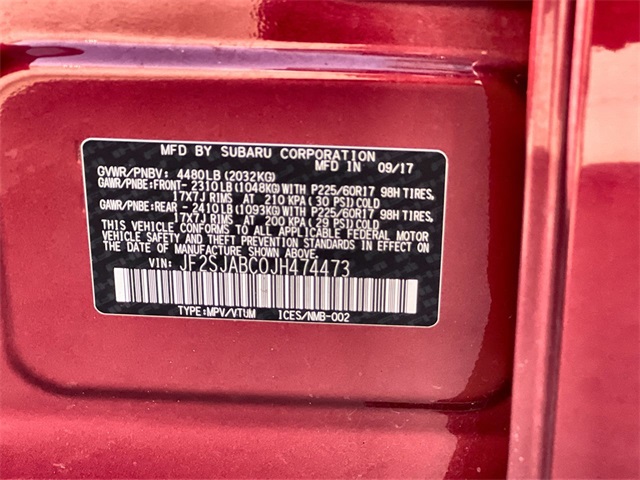 MFD BY SUBARU CORPORATION
MFD IN 09/17
GVWR/PNBV: 4480LB (2032KG)
GAWR/PNBE:FRONT- 2310LB (1048KG) WITH P225/60R17 98H TIRES,
17X7J RIMS AT 210 KPA (30 PSI) COLD
GAWR/PNBE:REAR - 2410LB (1093KG) WITH P225/60R17 98H TIRES,
17X7J RIMS AT 200 KPA (29 PSI) COLD
THIS VEHICLE CONFORMS TO ALL APPLICABLE FEDERAL MOTOR
VEHICLE SAFETY AND THEFT PREVENTION STANDARDS IN EFFECT ON
THE DATE OF MANUFACTURE SHOWN ABOVE.
VIN: JF2SJABC0JH474473
TYPE:MPV/VTUM ICES/NMB-002